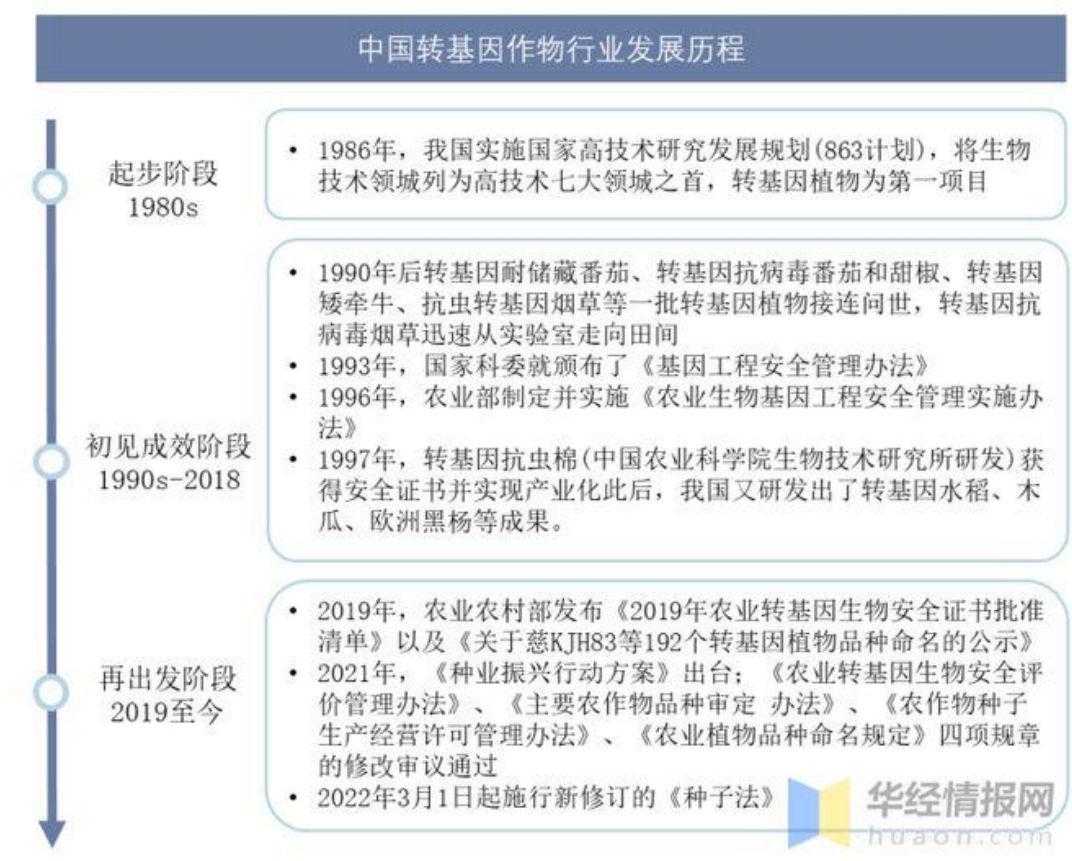 中国转基因作物行业发展历程
起步阶段
1980s
• 1986年，我国实施国家高技术研究发展规划(863计划)，将生物
技术领城列为高技术七大领城之首，转基因植物为第一项目
初见成效阶段
1990s-2018
• 1990年后转基因耐储藏番茄、转基因抗病毒番茄和甜椒、转基因
矮牵牛、抗虫转基因烟草等一批转基因植物接连问世，转基因抗
病毒烟草迅速从实验室走向田间
• 1993年，国家科委就颁布了《基因工程安全管理办法》
• 1996年，农业部制定并实施《农业生物基因工程安全管理实施办
法》
• 1997年，转基因抗虫棉(中国农业科学院生物技术研究所研发)获
得安全证书并实现产业化此后，我国又研发出了转基因水稻、木
瓜、欧洲黑杨等成果。
再出发阶段
2019至今
• 2019年，农业农村部发布《2019年农业转基因生物安全证书批准
清单》以及《关于慈KJH83等192个转基因植物品种命名的公示》
• 2021年，《种业振兴行动方案》出台；《农业转基因生物安全评
价管理办法》、《主要农作物品种审定 办法》、《农作物种子
生产经营许可管理办法》、《农业植物品种命名规定》四项规章
的修改审议通过
• 2022年3月1日起施行新修订的《种子法》
华经情报网
huaon.com